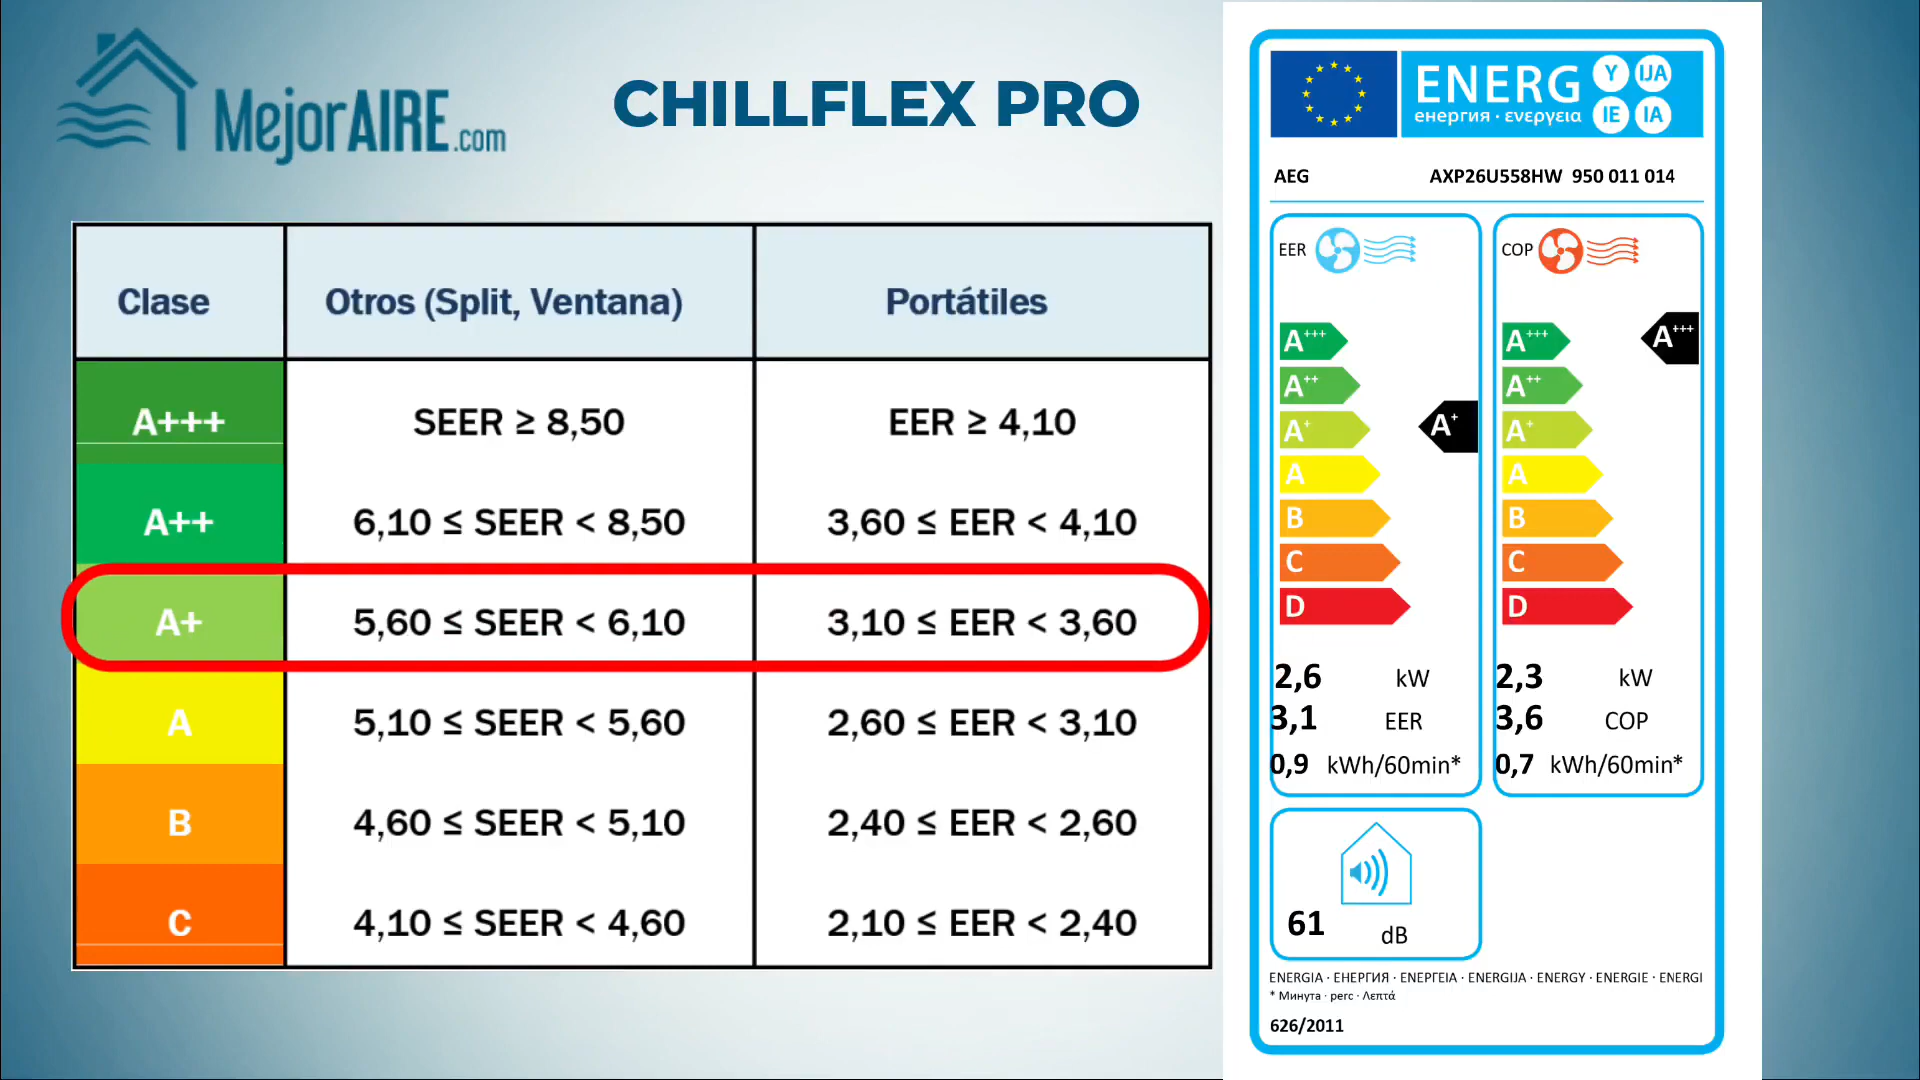 MejorAIRE.com
CHILLFLEX PRO
Clase Otros (Split, Ventana) Portátiles
A+++ SEER ≥ 8,50 EER ≥ 4,10
A++ 6,10 ≤ SEER < 8,50 3,60 ≤ EER < 4,10
A+ 5,60 ≤ SEER < 6,10 3,10 ≤ EER < 3,60
A 5,10 ≤ SEER < 5,60 2,60 ≤ EER < 3,10
B 4,60 ≤ SEER < 5,10 2,40 ≤ EER < 2,60
C 4,10 ≤ SEER < 4,60 2,10 ≤ EER < 2,40
ENERG Y IJA
енергия · ενεργεια IE IA
AEG AXP26U558HW 950 011 014
EER
A+++
A++
A+ A+
A
B
C
D
2,6 kW
3,1 EER
0,9 kWh/60min*
COP
A+++ A+++
A++
A+
A
B
C
D
2,3 kW
3,6 COP
0,7 kWh/60min*
61 dB
ENERGIA · ЕНЕРГИЯ · ΕΝΕΡΓΕΙΑ · ENERGIJA · ENERGY · ENERGIE · ENERGI
* Минута · perc · Λεπτά
626/2011